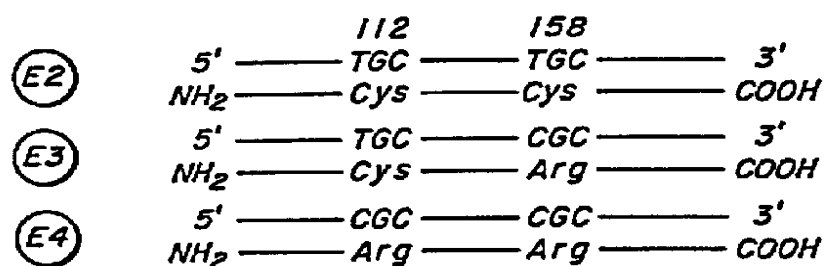 112 158
5' TGC TGC 3'
E2
NH2 Cys Cys COOH
5' TGC CGC 3'
E3
NH2 Cys Arg COOH
5' CGC CGC 3'
E4
NH2 Arg Arg COOH